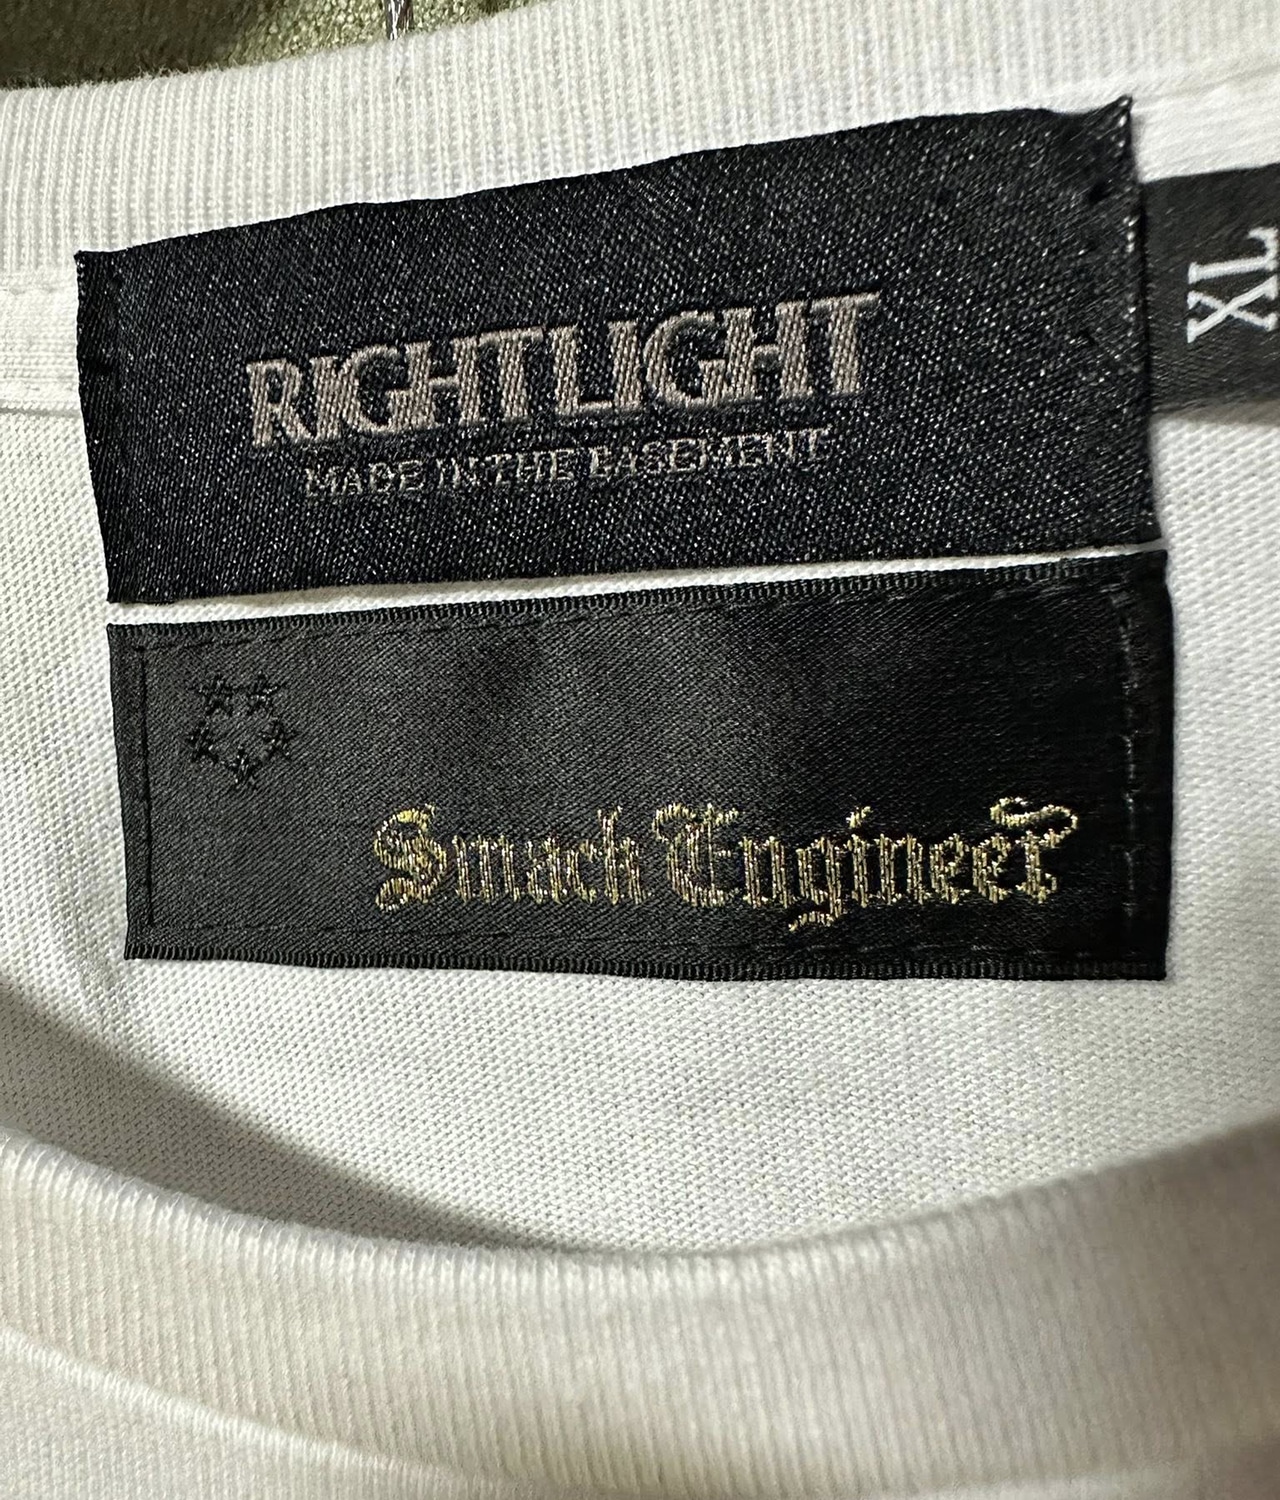 RIGHTLIGHT
MADE IN THE BASEMENT
XL
Smack Engineer